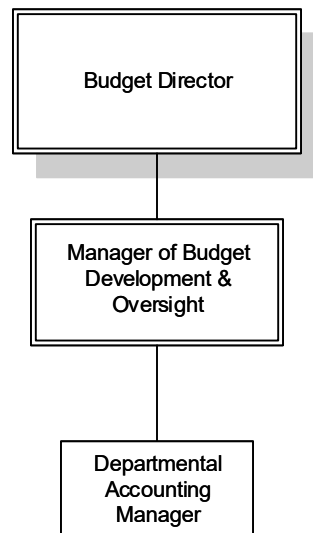 Budget Director
Manager of Budget
Development &
Oversight
Departmental
Accounting
Manager